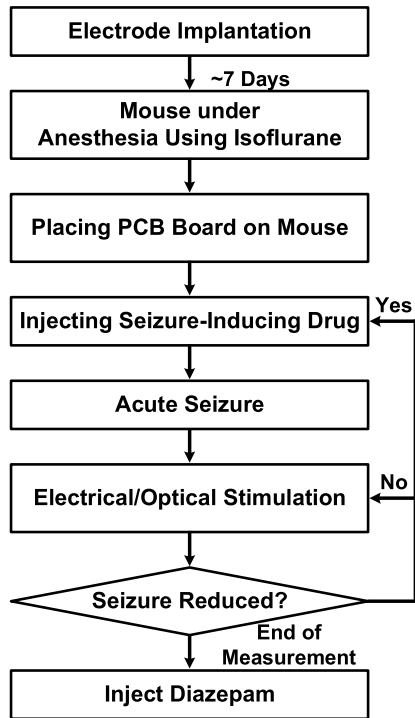 Electrode Implantation
~7 Days
Mouse under
Anesthesia Using Isoflurane
Placing PCB Board on Mouse
Yes
Injecting Seizure-Inducing Drug
Acute Seizure
No
Electrical/Optical Stimulation
Seizure Reduced?
End of
Measurement
Inject Diazepam